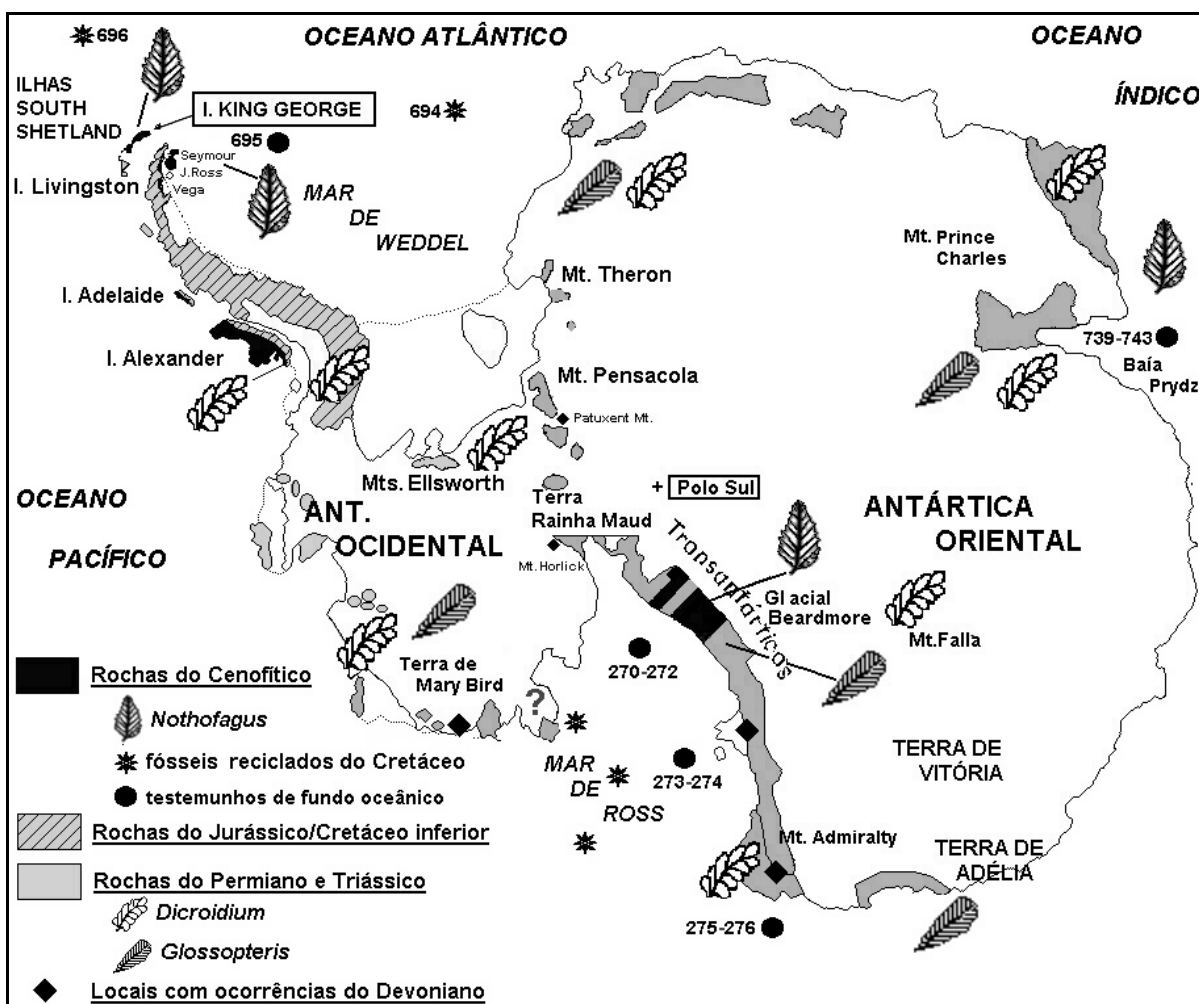 696
OCEANO ATLÂNTICO
OCEANO
ÍNDICO
ILHAS
SOUTH
SHETLAND
I. KING GEORGE
694
695
Seymour
J.Ross
Vega
I. Livingston
MAR
DE
WEDDEL
Mt. Prince
Charles
Mt. Theron
I. Adelaide
I. Alexander
739-743
Baía
Prydz
Mt. Pensacola
Patuxent Mt.
Mts. Ellsworth
OCEANO
PACÍFICO
ANT.
OCIDENTAL
Terra
Rainha Maud
+ Polo Sul
ANTÁRTICA
ORIENTAL
Mt. Horlick
Transantárticos
Gl acial
Beardmore
Mt.Falla
270-272
Terra de
Mary Bird
?
MAR
DE
ROSS
273-274
TERRA DE
VITÓRIA
Mt. Admiralty
TERRA DE
ADÉLIA
275-276
Rochas do Cenofítico
Nothofagus
fósseis reciclados do Cretáceo
testemunhos de fundo oceânico
Rochas do Jurássico/Cretáceo inferior
Rochas do Permiano e Triássico
Dicroidium
Glossopteris
Locais com ocorrências do Devoniano